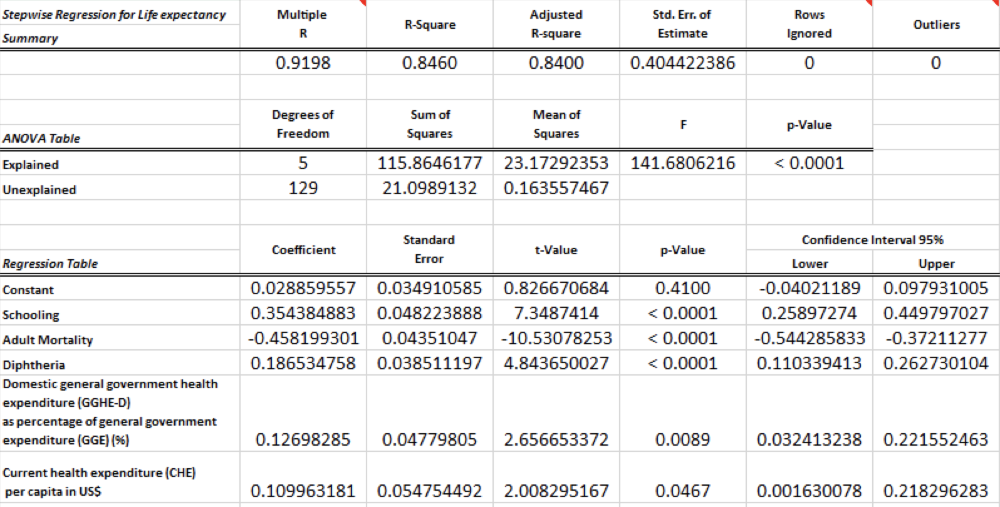 Stepwise Regression for Life expectancy
Summary
Multiple
R
R-Square
Adjusted
R-square
Std. Err. of
Estimate
Rows
Ignored
Outliers
0.9198 0.8460 0.8400 0.404422386 0 0
ANOVA Table
Degrees of
Freedom
Sum of
Squares
Mean of
Squares
F
p-Value
Explained 5 115.8646177 23.17292353 141.6806216 < 0.0001
Unexplained 129 21.0989132 0.163557467
Regression Table
Coefficient
Standard
Error
t-Value
p-Value
Confidence Interval 95%
Lower Upper
Constant 0.028859557 0.034910585 0.826670684 0.4100 -0.04021189 0.097931005
Schooling 0.354384883 0.048223888 7.3487414 < 0.0001 0.25897274 0.449797027
Adult Mortality -0.458199301 0.04351047 -10.53078253 < 0.0001 -0.544285833 -0.37211277
Diphtheria 0.186534758 0.038511197 4.843650027 < 0.0001 0.110339413 0.262730104
Domestic general government health
expenditure (GGHE-D)
as percentage of general government
expenditure (GGE) (%) 0.12698285 0.04779805 2.656653372 0.0089 0.032413238 0.221552463
Current health expenditure (CHE)
per capita in US$ 0.109963181 0.054754492 2.008295167 0.0467 0.001630078 0.218296283